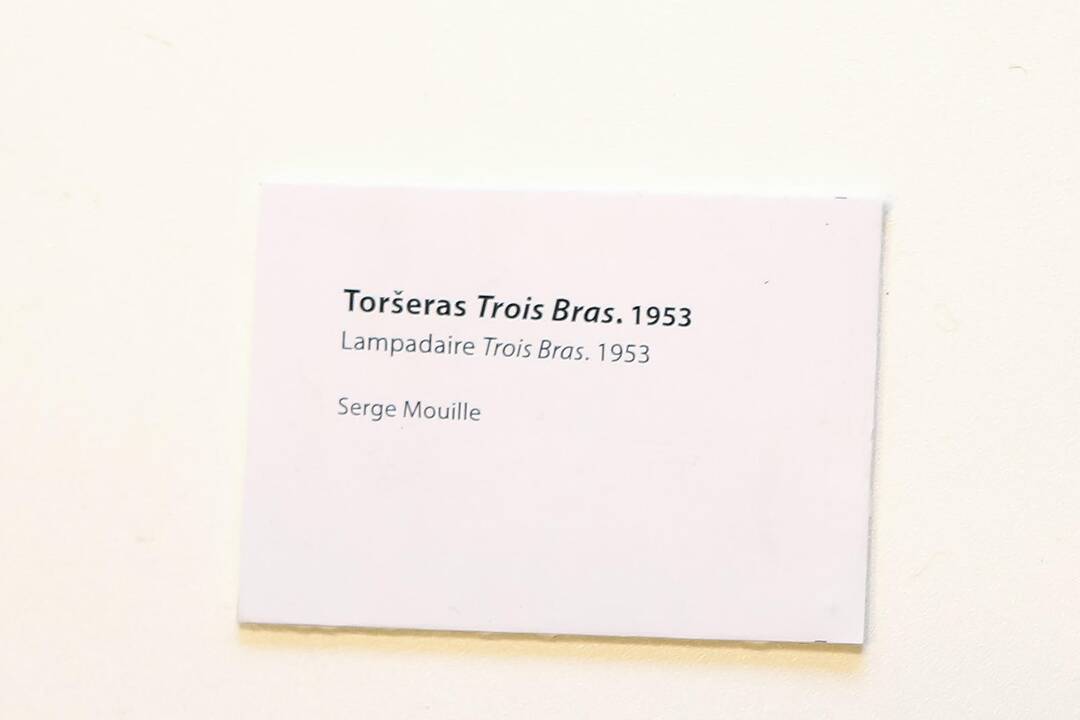 Toršeras Trois Bras. 1953
Lampadaire Trois Bras. 1953
Serge Mouille